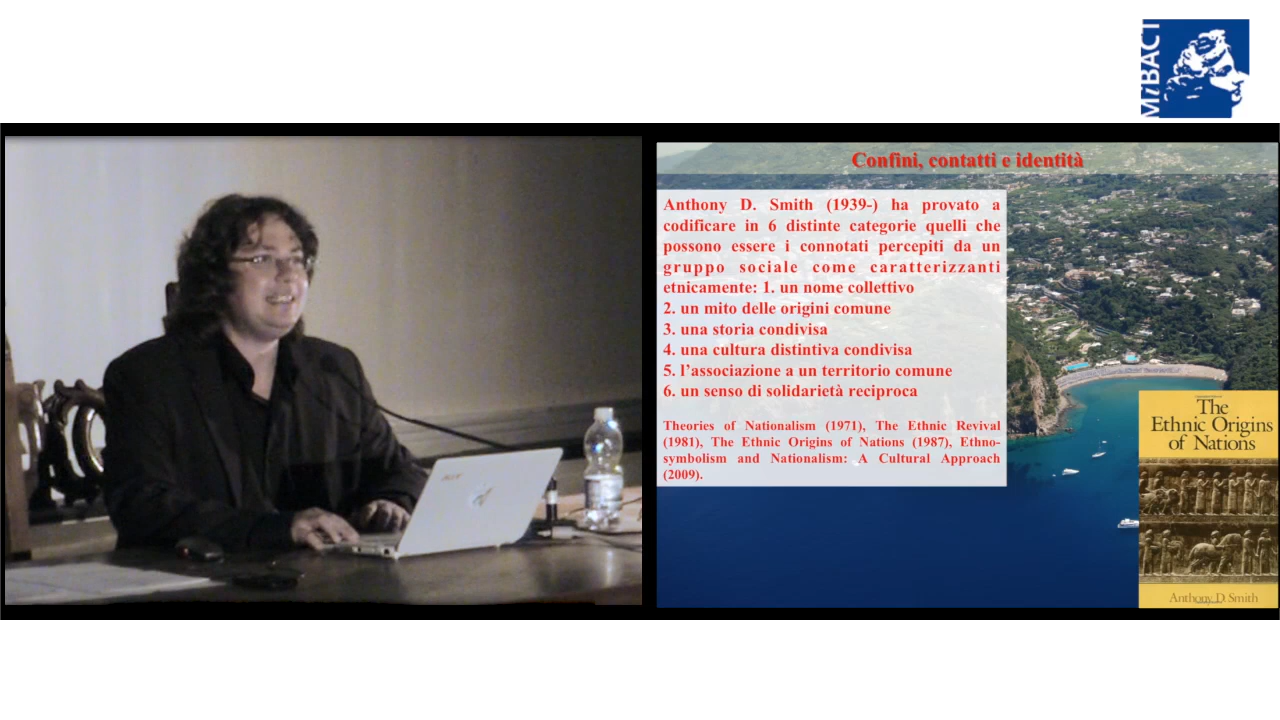 MiBACT
Confini, contatti e identità
Anthony D. Smith (1939-) ha provato a
codificare in 6 distinte categorie quelli che
possono essere i connotati percepiti da un
gruppo sociale come caratterizzanti
etnicamente: 1. un nome collettivo
2. un mito delle origini comune
3. una storia condivisa
4. una cultura distintiva condivisa
5. l’associazione a un territorio comune
6. un senso di solidarietà reciproca
Theories of Nationalism (1971), The Ethnic Revival
(1981), The Ethnic Origins of Nations (1987), Ethno-
symbolism and Nationalism: A Cultural Approach
(2009).
The
Ethnic Origins
of Nations
Anthony D. Smith
acer